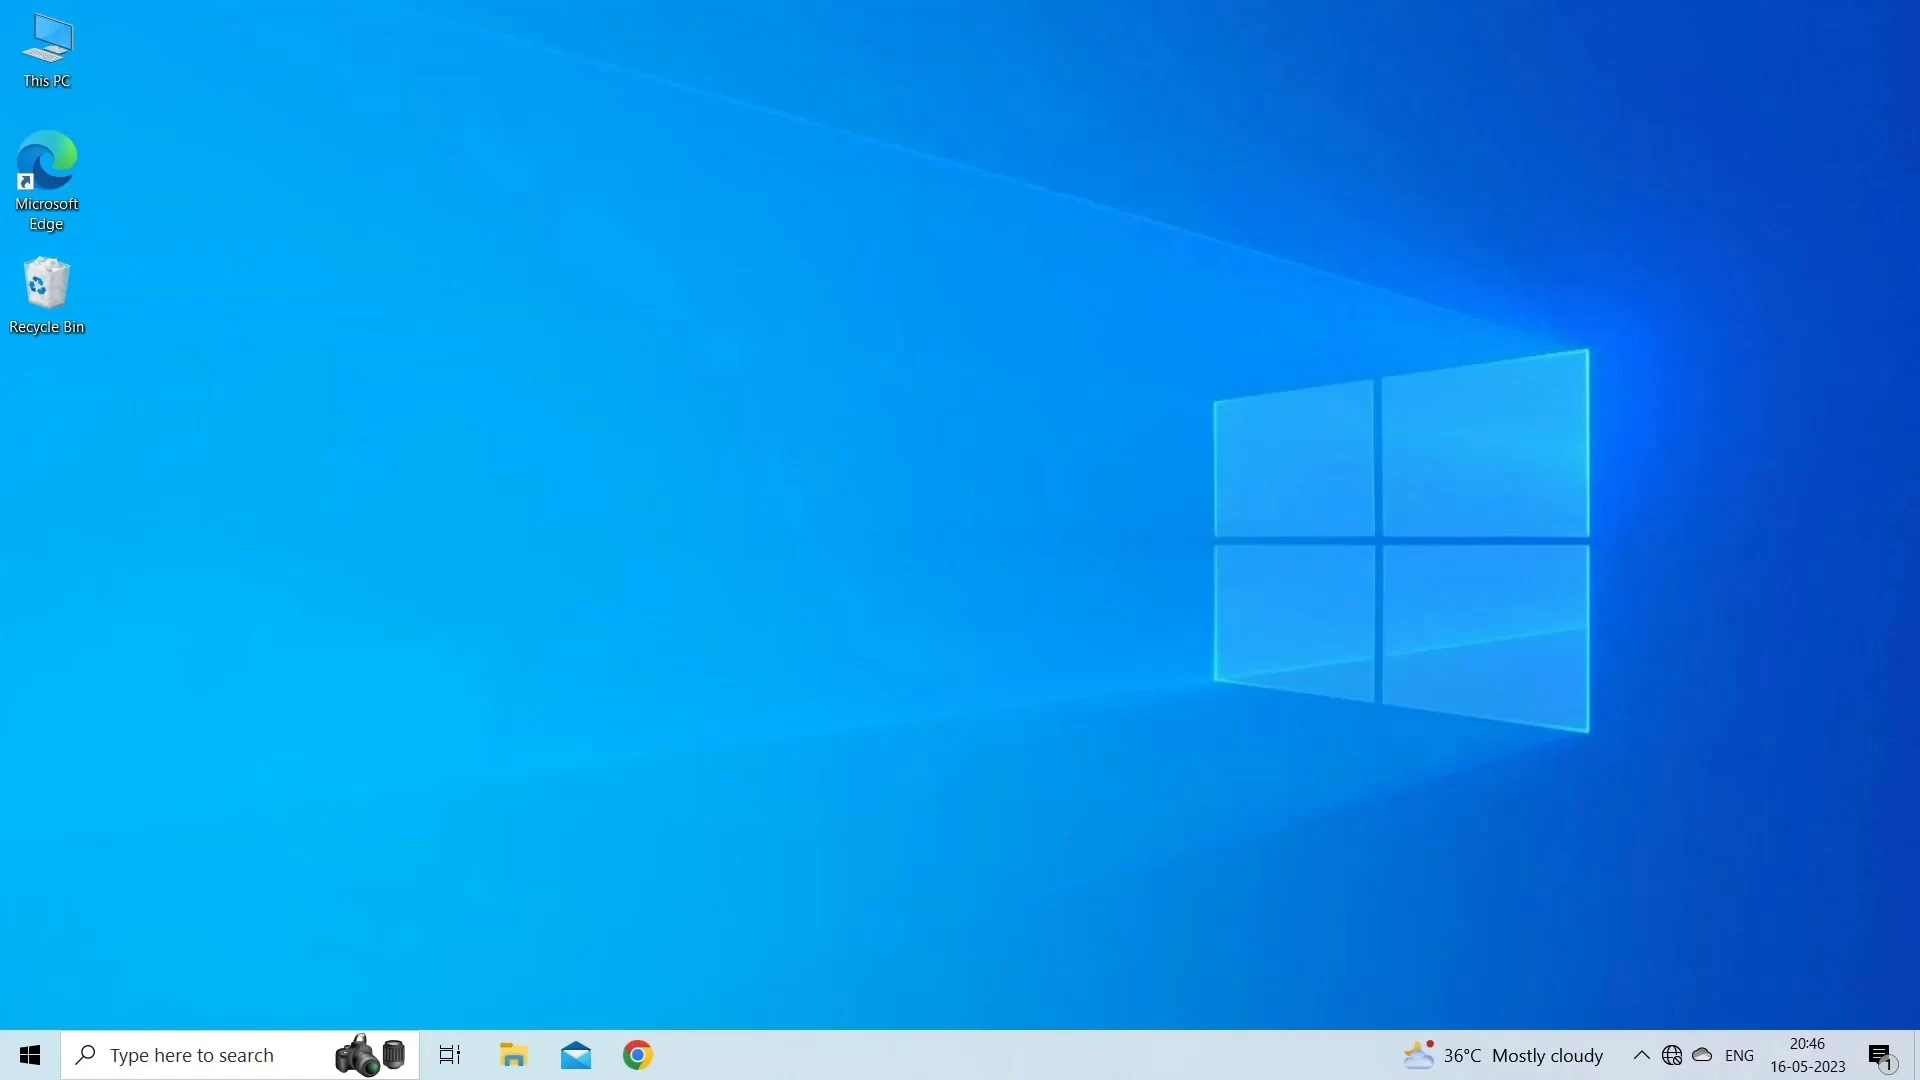 This PC
Microsoft
Edge
Recycle Bin
Type here to search
36°C Mostly cloudy
ENG
20:46
16-05-2023
1